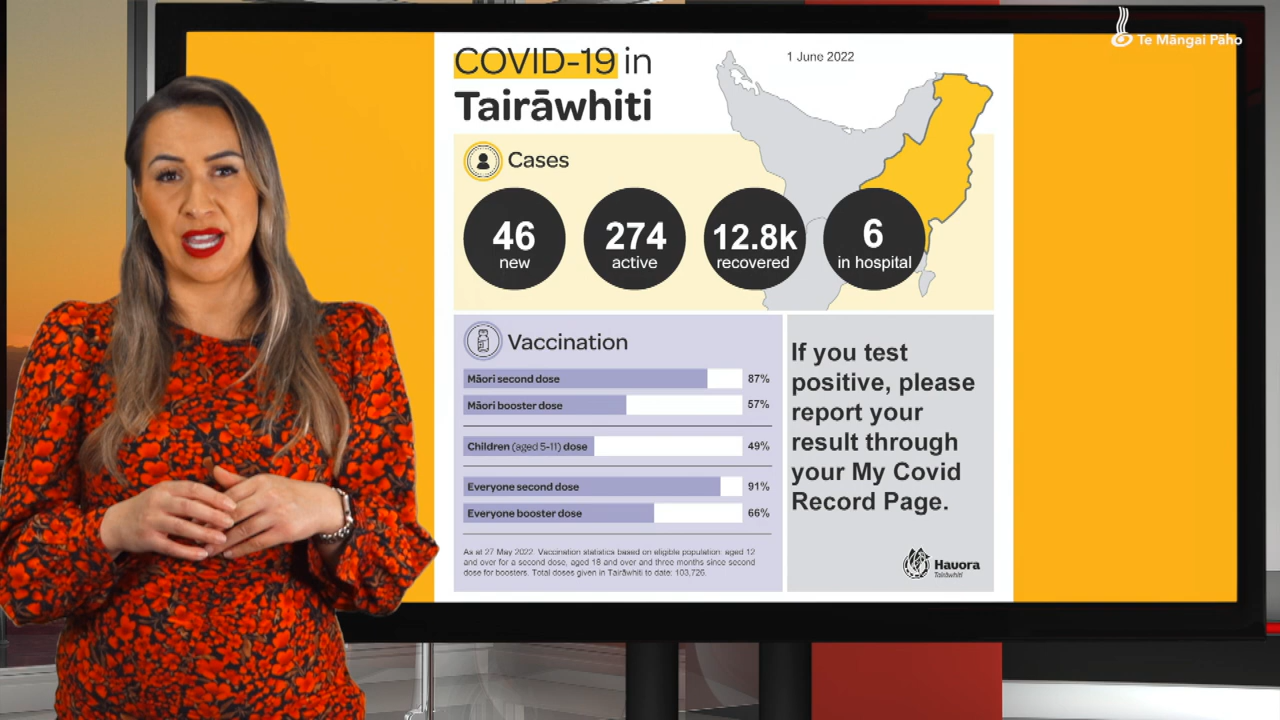 Te Māngai Pāho
COVID-19 in
Tairāwhiti
1 June 2022
Cases
46
new
274
active
12.8k
recovered
6
in hospital
Vaccination
Māori second dose 87%
Māori booster dose 57%
Children (aged 5-11) dose 49%
Everyone second dose 91%
Everyone booster dose 66%
As at 27 May 2022. Vaccination statistics based on eligible population: aged 12
and over for a second dose, aged 18 and over and three months since second
dose for boosters. Total doses given in Tairāwhiti to date: 103,726.
If you test
positive, please
report your
result through
your My Covid
Record Page.
Hauora
Tairāwhiti